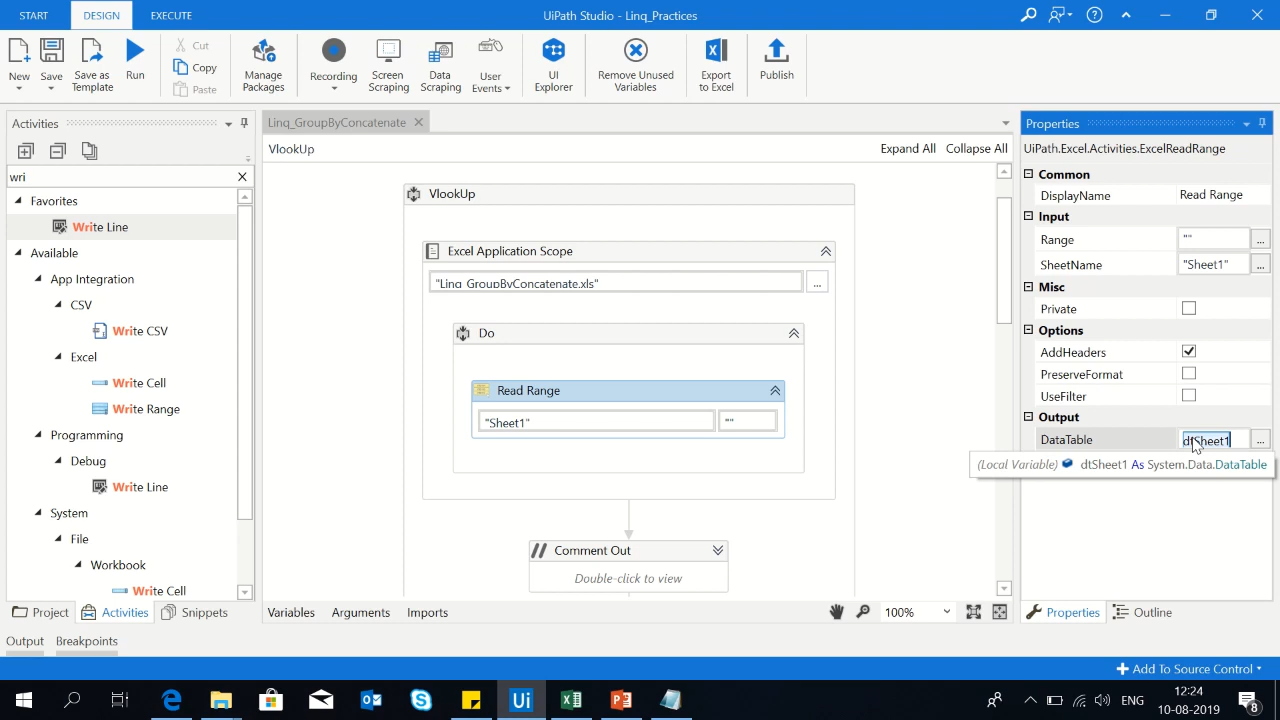 START
DESIGN
EXECUTE
UiPath Studio - Linq_Practices
New
Save
Save as Template
Run
Cut
Copy
Paste
Manage Packages
Recording
Screen Scraping
Data Scraping
User Events
UI Explorer
Remove Unused Variables
Export to Excel
Publish
Activities
wri
Favorites
Write Line
Available
App Integration
CSV
Write CSV
Excel
Write Cell
Write Range
Programming
Debug
Write Line
System
File
Workbook
Write Cell
Project
Activities
Snippets
Linq_GroupByConcatenate
VlookUp
Expand All
Collapse All
VlookUp
Excel Application Scope
"Linq_GroupByConcatenate.xls"
...
Do
Read Range
"Sheet1"
""
Comment Out
Double-click to view
Variables
Arguments
Imports
100%
Properties
UiPath.Excel.Activities.ExcelReadRange
Common
DisplayName
Read Range
Input
Range
""
...
SheetName
"Sheet1"
...
Misc
Private
Options
AddHeaders
PreserveFormat
UseFilter
Output
DataTable
dtSheet1
...
(Local Variable) dtSheet1 As System.Data.DataTable
Properties
Outline
Output
Breakpoints
Add To Source Control
Ui
ENG
12:24
10-08-2019
8